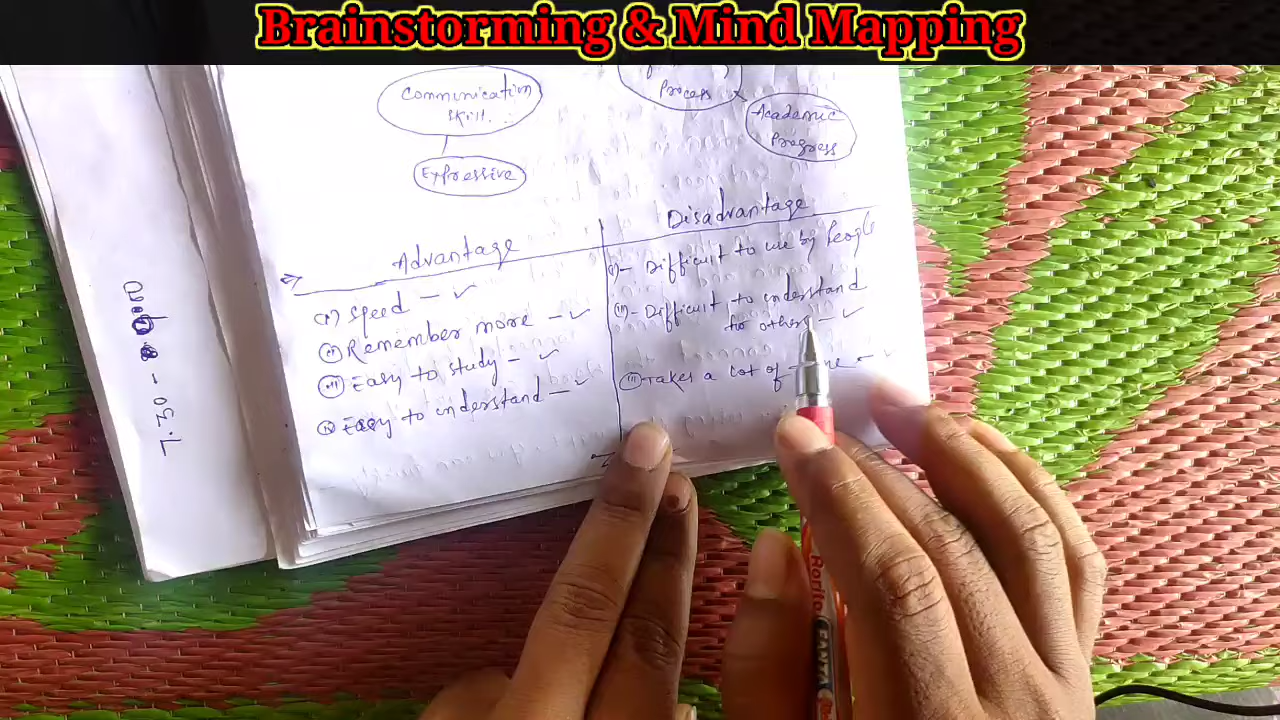 Brainstorming & Mind Mapping
Communication
skill.
Expressive
Process
Academic
Progress
Advantage
(i) Speed - ✓
(ii) Remember more - ✓
(iii) Easy to study - ✓
(iv) Easy to understand - ✓
Disadvantage
(i)- Difficult to use by People
(ii)- Difficult to understand
to others - ✓
(iii) Takes a lot of -
7.30 -
Rorito